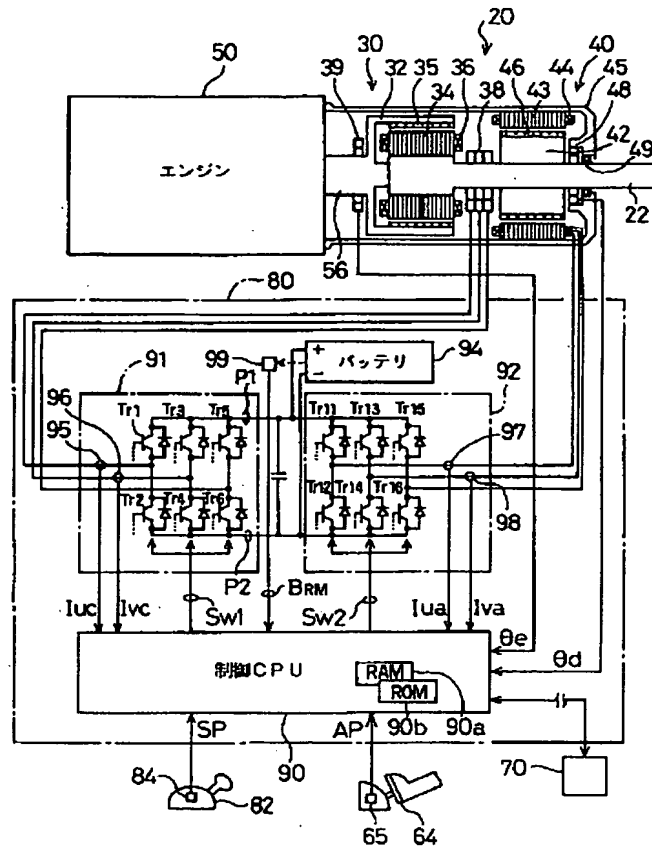 20
50
30
40
39
32
35
34
36
38
46
43
44
45
48
42
49
エンジン
56
22
80
91
99
+
−
バッテリ
94
92
P1
96
95
Tr1
Tr3
Tr5
Tr2
Tr4
Tr6
Tr11
Tr13
Tr15
Tr12
Tr14
Tr16
97
98
P2
Iuc
Ivc
Sw1
BRM
Sw2
Iua
Iva
θe
θd
制御CPU
RAM
ROM
SP
90
AP
90b
90a
70
84
82
65
64